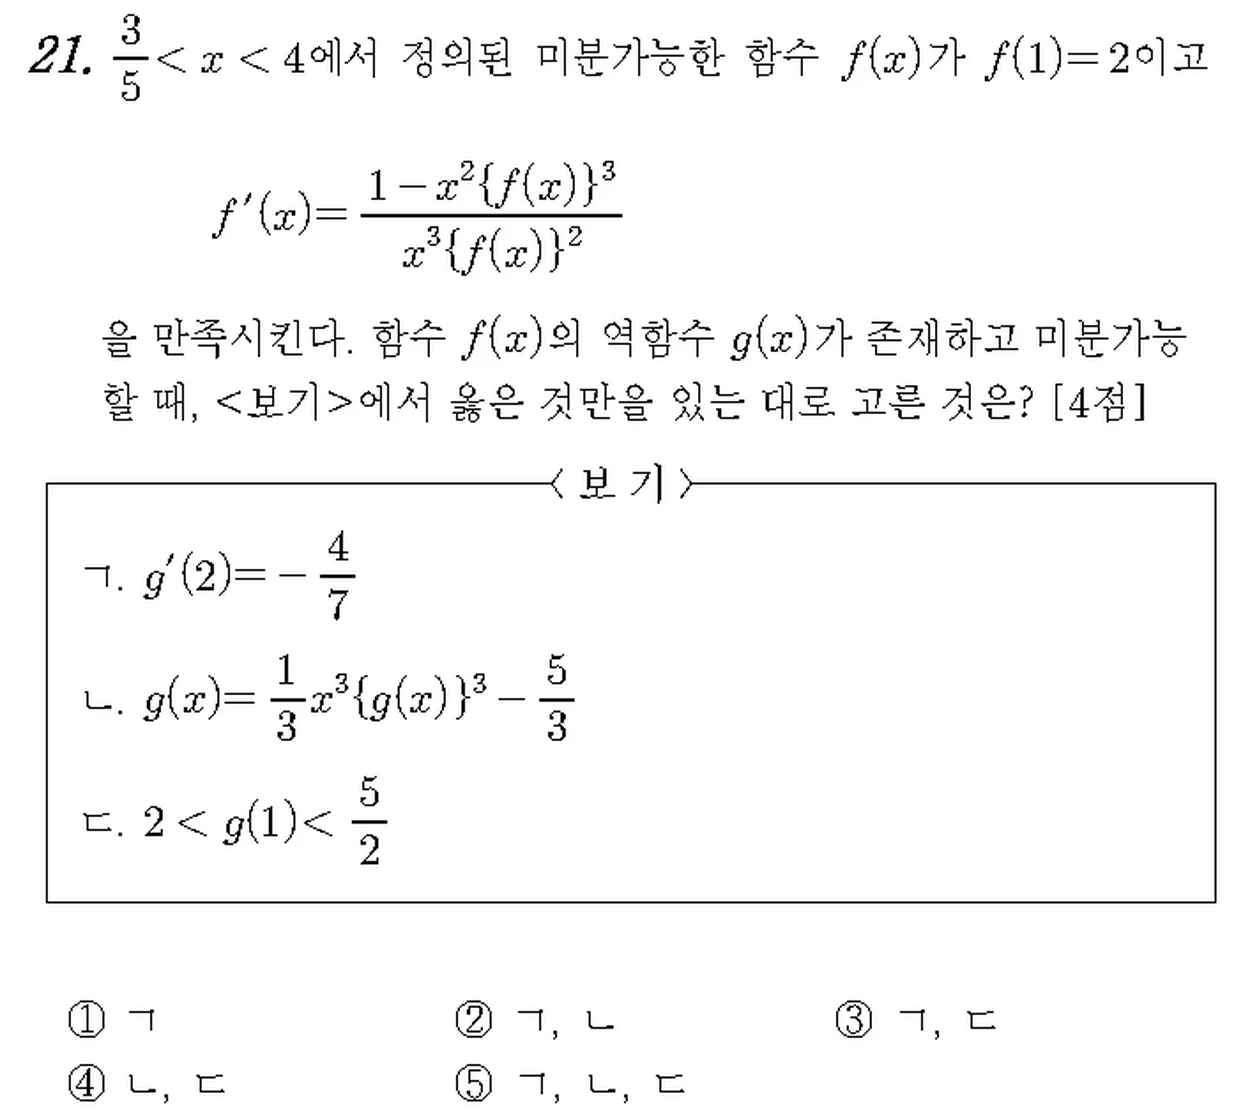 21. 3/5 < x < 4에서 정의된 미분가능한 함수 f(x)가 f(1)=2이고
f′(x)= (1−x²{f(x)}³)/(x³{f(x)}²)
을 만족시킨다. 함수 f(x)의 역함수 g(x)가 존재하고 미분가능
할 때, <보기>에서 옳은 것만을 있는 대로 고른 것은? [4점]
〈 보 기 〉
ㄱ. g′(2)=− 4/7
ㄴ. g(x)= 1/3 x³{g(x)}³ − 5/3
ㄷ. 2 < g(1) < 5/2
① ㄱ ② ㄱ, ㄴ ③ ㄱ, ㄷ
④ ㄴ, ㄷ ⑤ ㄱ, ㄴ, ㄷ